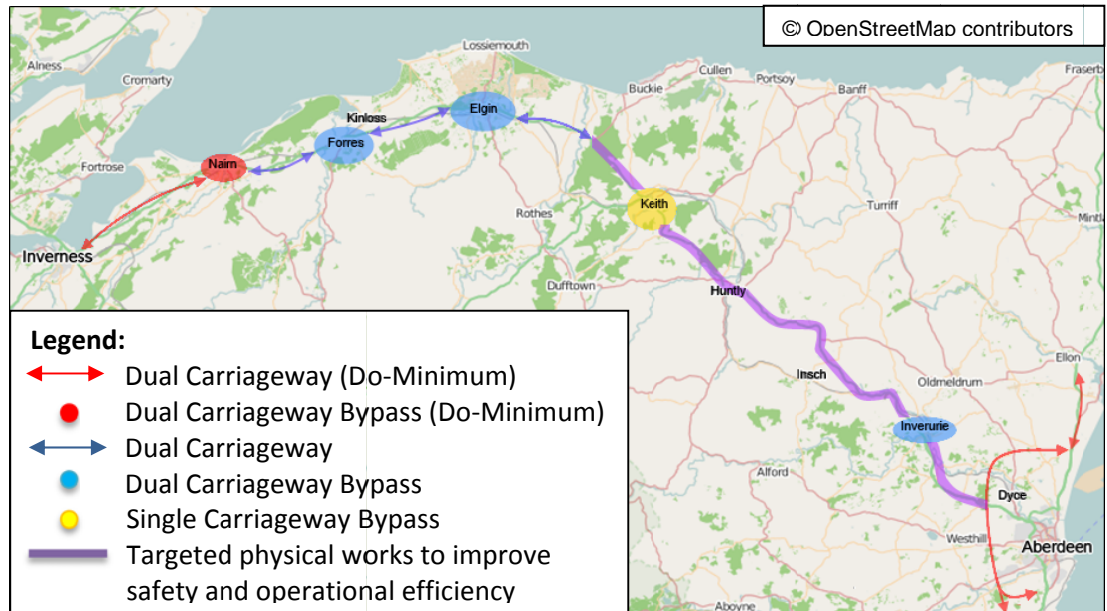 © OpenStreetMap contributors
Lossiemouth
Alness
Cromarty
Cullen
Portsoy
Banff
Fraserb
Buckie
Elgin
Kinloss
Forres
Nairn
Fortrose
Keith
Turriff
Rothes
Mintla
Inverness
Dufftown
Huntly
Ellon
Insch
Oldmeldrum
Inverurie
Alford
Dyce
Westhill
Aberdeen
Aboyne
Legend:
Dual Carriageway (Do-Minimum)
Dual Carriageway Bypass (Do-Minimum)
Dual Carriageway
Dual Carriageway Bypass
Single Carriageway Bypass
Targeted physical works to improve
safety and operational efficiency